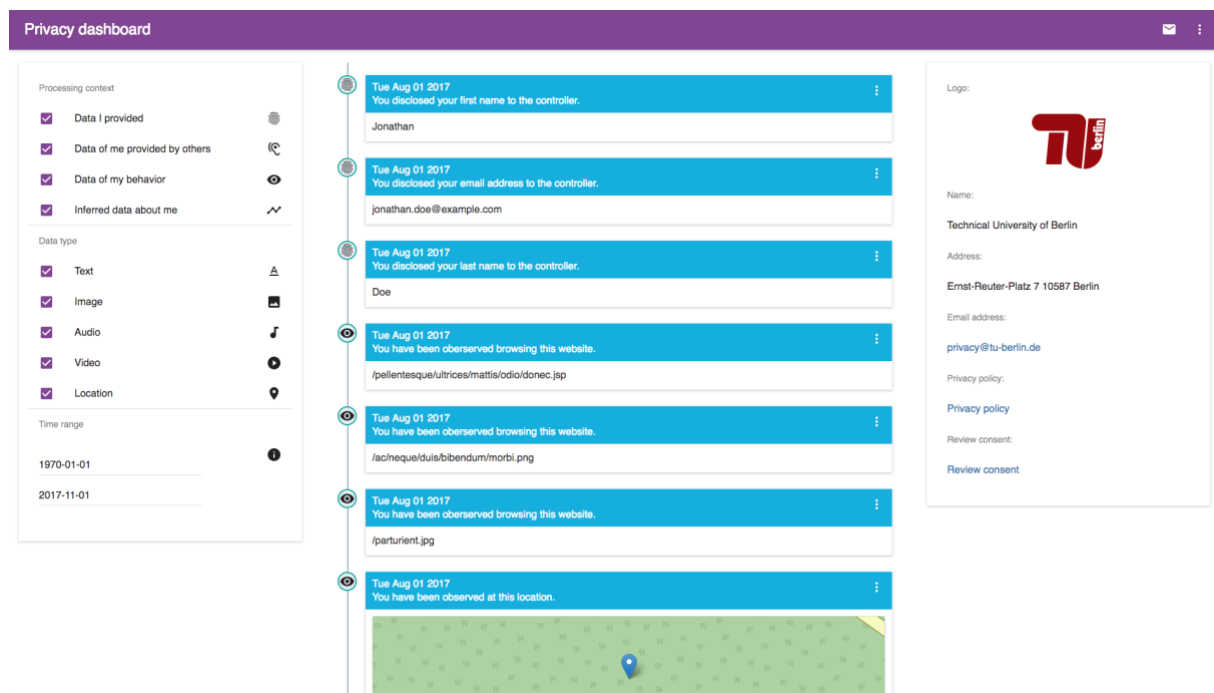 Privacy dashboard
Processing context
Data I provided
Data of me provided by others
Data of my behavior
Inferred data about me
Data type
Text
Image
Audio
Video
Location
Time range
1970-01-01
2017-11-01
Tue Aug 01 2017
You disclosed your first name to the controller.
Jonathan
Tue Aug 01 2017
You disclosed your email address to the controller.
jonathan.doe@example.com
Tue Aug 01 2017
You disclosed your last name to the controller.
Doe
Tue Aug 01 2017
You have been oberserved browsing this website.
/pellentesque/ultrices/mattis/odio/donec.jsp
Tue Aug 01 2017
You have been oberserved browsing this website.
/ac/neque/duis/bibendum/morbi.png
Tue Aug 01 2017
You have been oberserved browsing this website.
/parturient.jpg
Tue Aug 01 2017
You have been observed at this location.
Logo:
TU berlin
Name:
Technical University of Berlin
Address:
Ernst-Reuter-Platz 7 10587 Berlin
Email address:
privacy@tu-berlin.de
Privacy policy:
Privacy policy
Review consent:
Review consent